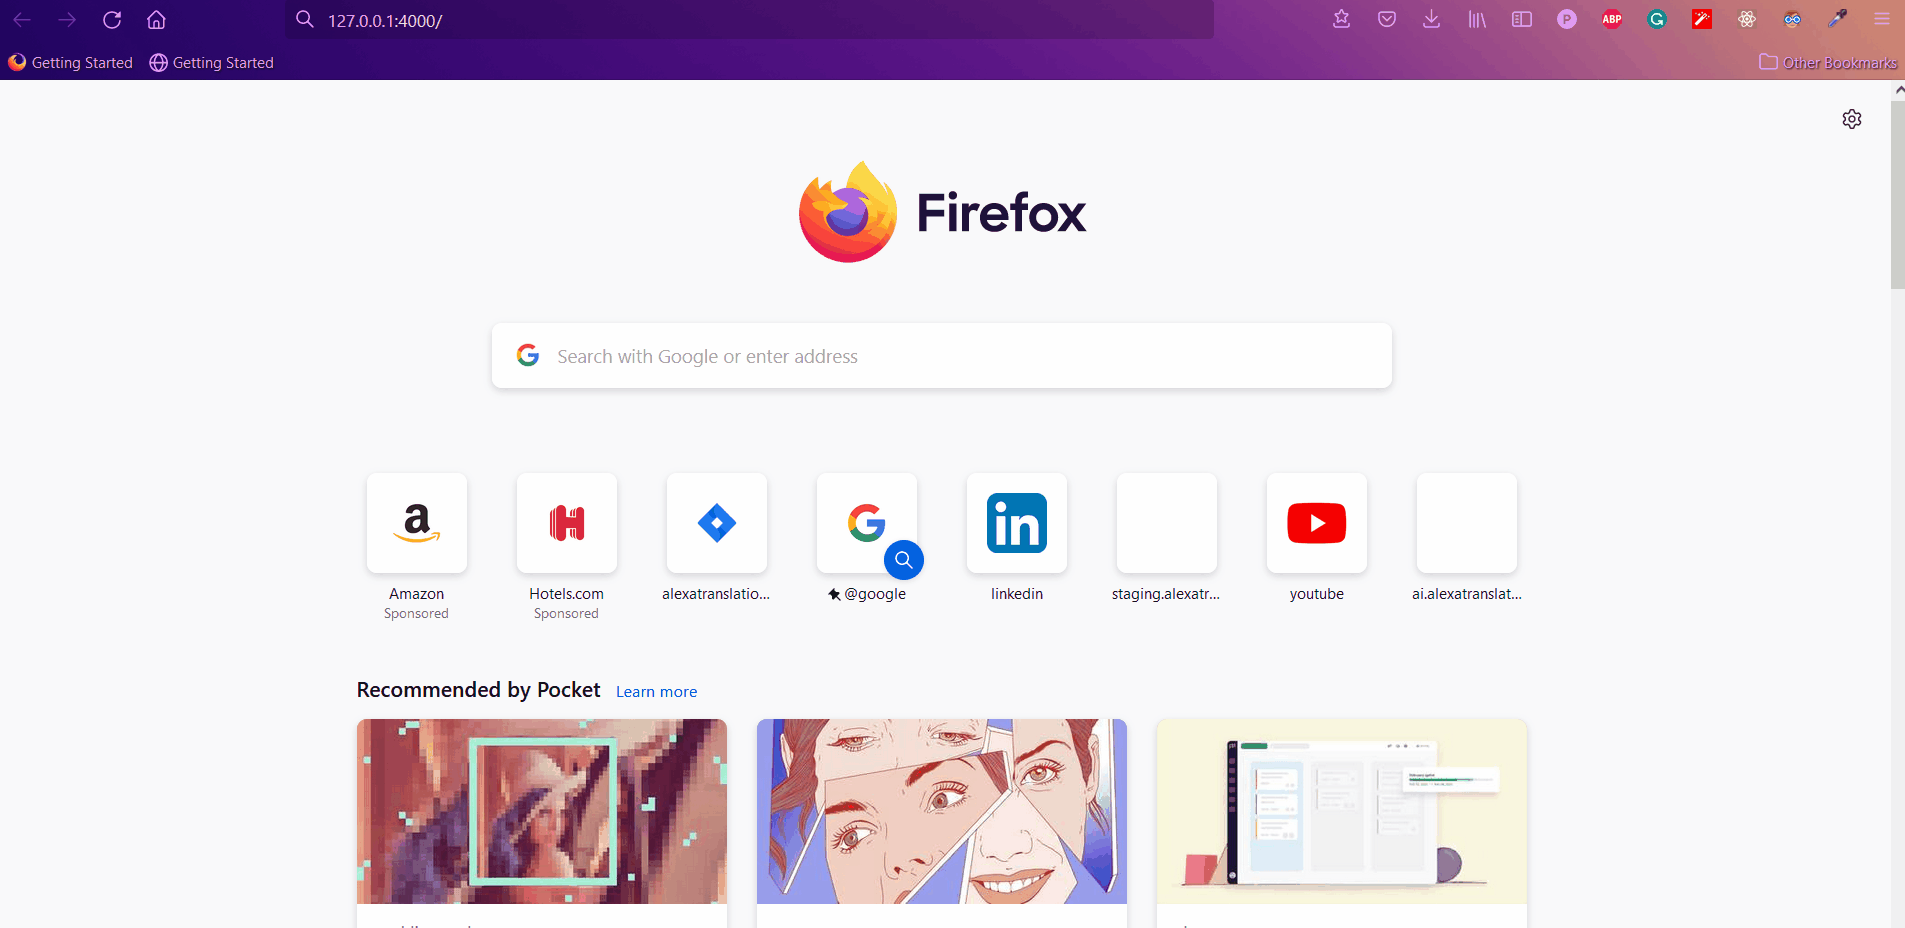 127.0.0.1:4000/
P
ABP
Getting Started
Getting Started
Other Bookmarks
Firefox
Search with Google or enter address
Amazon
Sponsored
Hotels.com
Sponsored
alexatranslatio...
@google
linkedin
staging.alexatr...
youtube
ai.alexatranslat...
Recommended by Pocket
Learn more